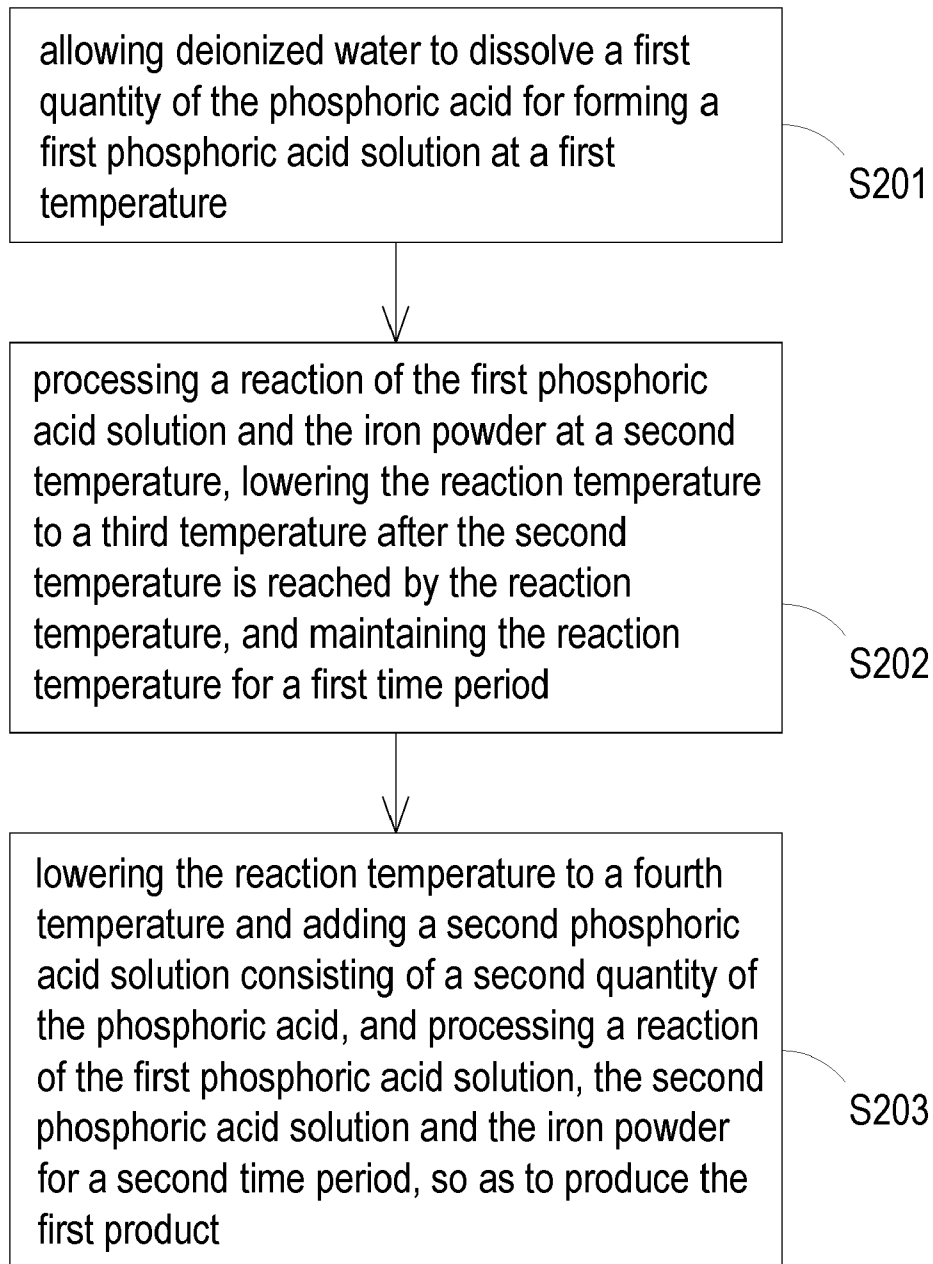 allowing deionized water to dissolve a first
quantity of the phosphoric acid for forming a
first phosphoric acid solution at a first
temperature
S201
processing a reaction of the first phosphoric
acid solution and the iron powder at a second
temperature, lowering the reaction temperature
to a third temperature after the second
temperature is reached by the reaction
temperature, and maintaining the reaction
temperature for a first time period
S202
lowering the reaction temperature to a fourth
temperature and adding a second phosphoric
acid solution consisting of a second quantity of
the phosphoric acid, and processing a reaction
of the first phosphoric acid solution, the second
phosphoric acid solution and the iron powder
for a second time period, so as to produce the
first product
S203